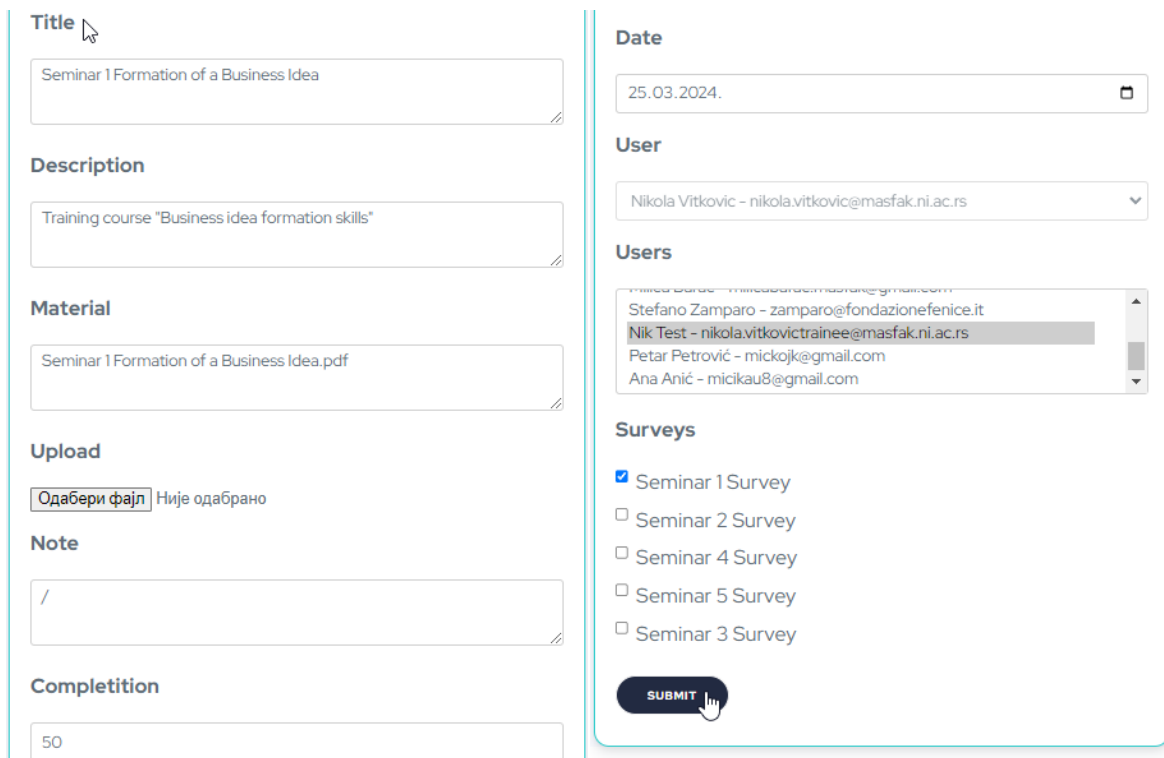 Title
Seminar 1 Formation of a Business Idea
Description
Training course "Business idea formation skills"
Material
Seminar 1 Formation of a Business Idea.pdf
Upload
Одабери фајл Није одабрано
Note
/
Completition
50
Date
25.03.2024.
User
Nikola Vitkovic - nikola.vitkovic@masfak.ni.ac.rs
Users
Stefano Zamparo - zamparo@fondazionefenice.it
Nik Test - nikola.vitkovictrainee@masfak.ni.ac.rs
Petar Petrović - mickojk@gmail.com
Ana Anić - micikau8@gmail.com
Surveys
Seminar 1 Survey
Seminar 2 Survey
Seminar 4 Survey
Seminar 5 Survey
Seminar 3 Survey
SUBMIT